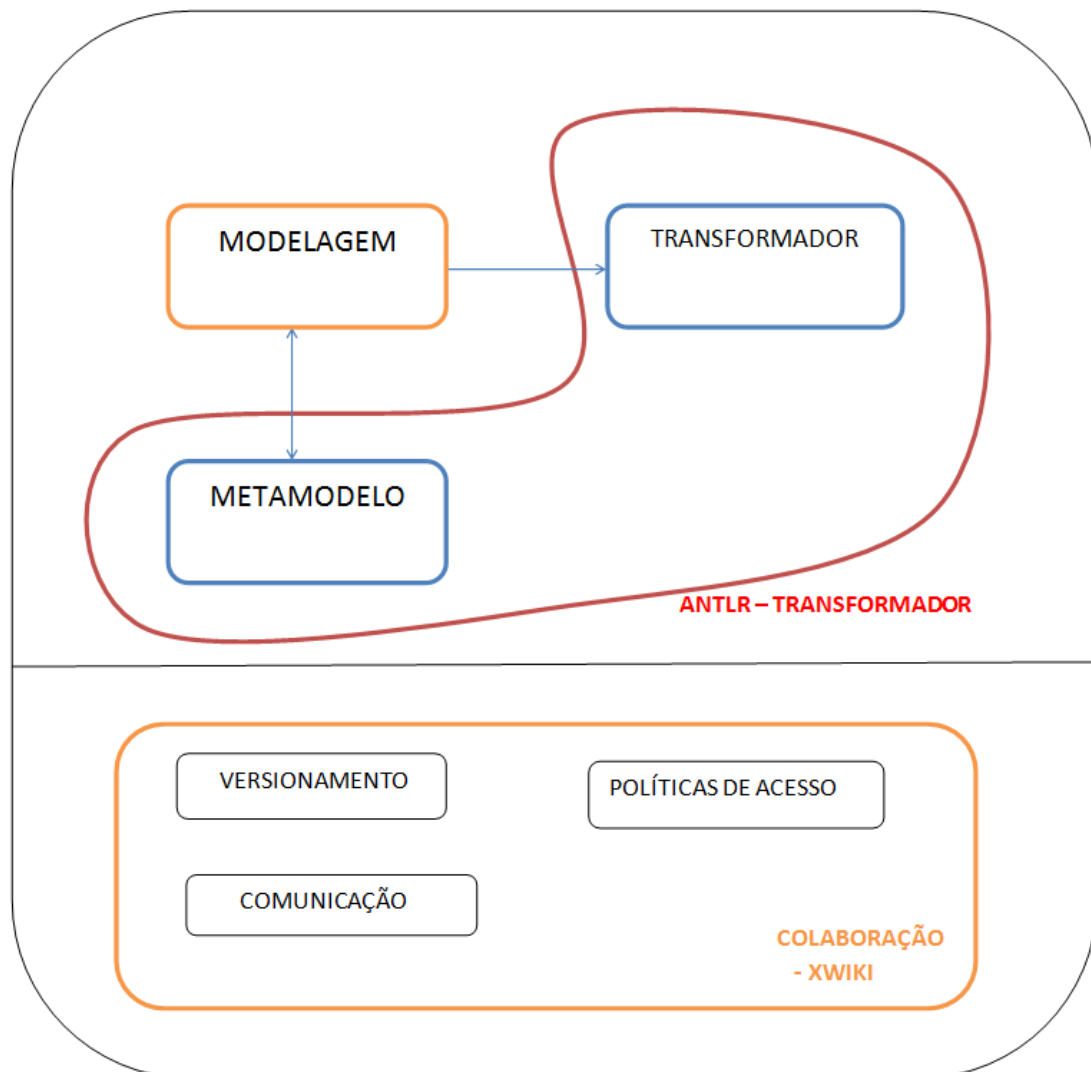 MODELAGEM
TRANSFORMADOR
METAMODELO
ANTLR – TRANSFORMADOR
VERSIONAMENTO
POLÍTICAS DE ACESSO
COMUNICAÇÃO
COLABORAÇÃO
- XWIKI